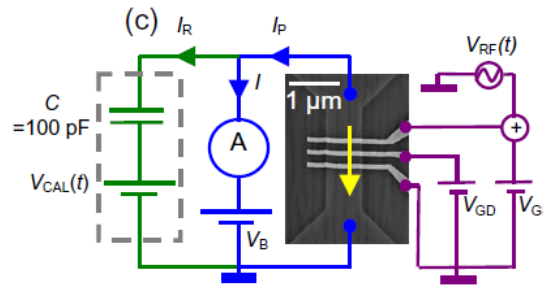 (c)
I_R
I_P
V_RF(t)
I
1 μm
C
=100 pF
A
+
V_CAL(t)
V_B
V_GD